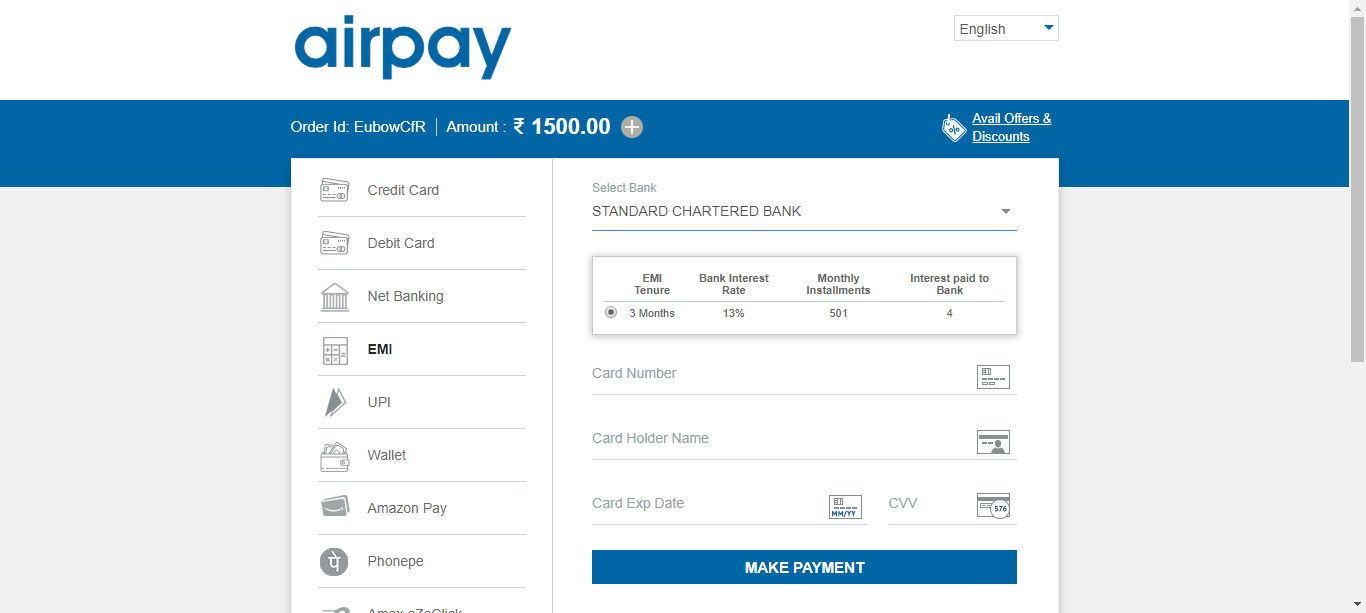 airpay
English
Order Id: EubowCfR | Amount : ₹ 1500.00
Avail Offers &
Discounts
Credit Card
Debit Card
Net Banking
EMI
UPI
Wallet
Amazon Pay
Phonepe
Amex eZeClick
Select Bank
STANDARD CHARTERED BANK
EMI Tenure
Bank Interest Rate
Monthly Installments
Interest paid to Bank
3 Months 13% 501 4
Card Number
Card Holder Name
Card Exp Date
MM/YY
CVV
576
MAKE PAYMENT